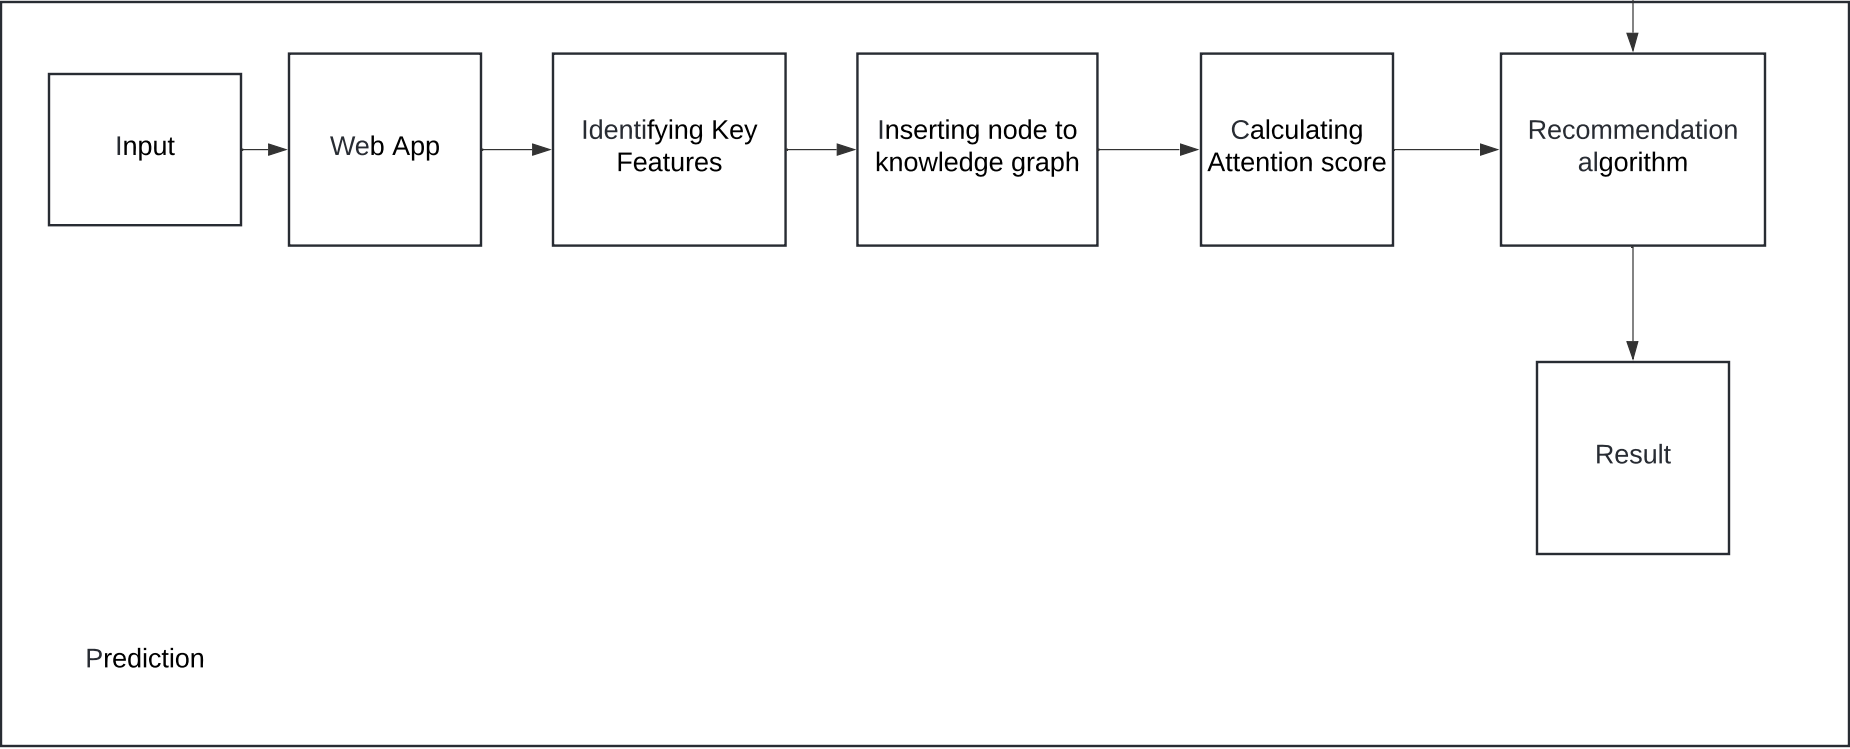 Input
Web App
Identifying Key
Features
Inserting node to
knowledge graph
Calculating
Attention score
Recommendation
algorithm
Result
Prediction